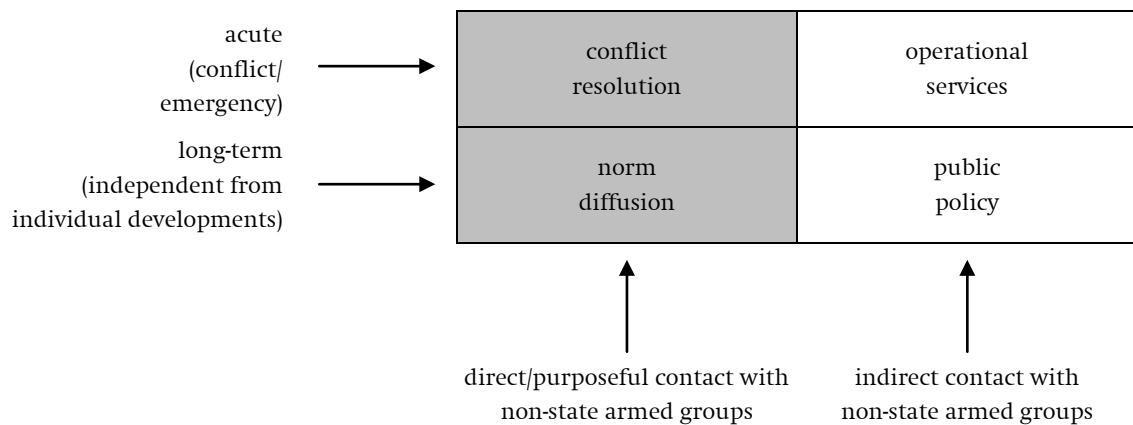 acute
(conflict/
emergency)
conflict
resolution
operational
services
long-term
(independent from
individual developments)
norm
diffusion
public
policy
direct/purposeful contact with
non-state armed groups
indirect contact with
non-state armed groups